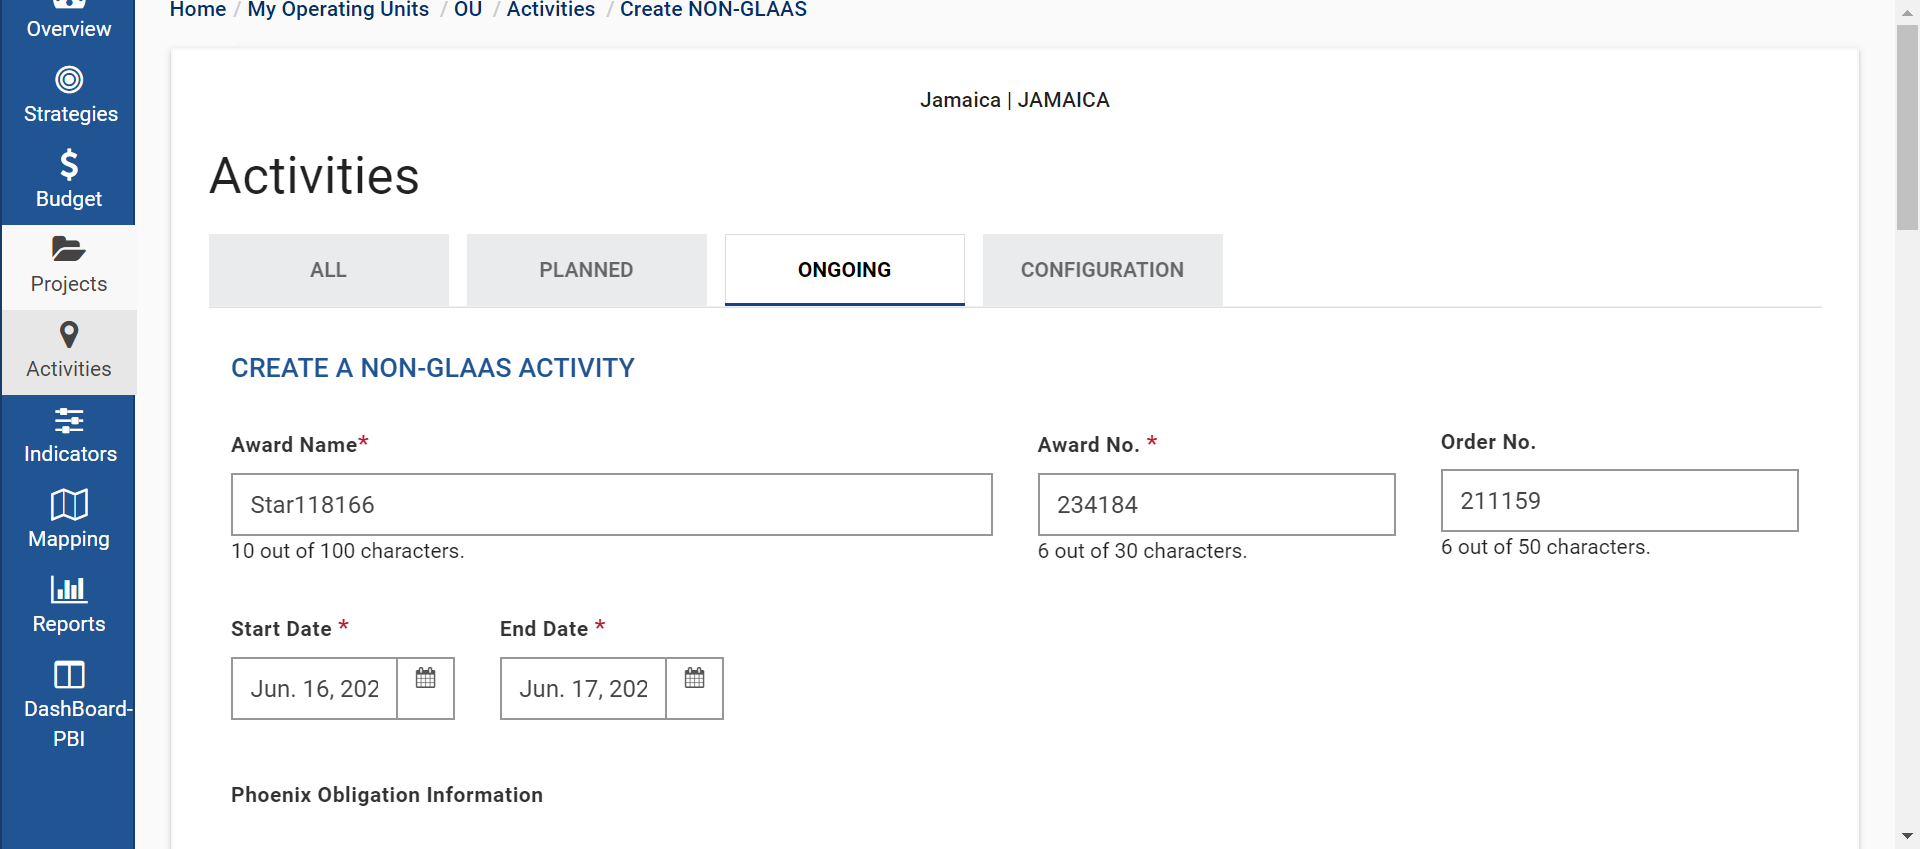 Home / My Operating Units / OU / Activities / Create NON-GLAAS
Overview
Strategies
Budget
Projects
Activities
Indicators
Mapping
Reports
DashBoard-
PBI
Jamaica | JAMAICA
Activities
ALL
PLANNED
ONGOING
CONFIGURATION
CREATE A NON-GLAAS ACTIVITY
Award Name*
Star118166
10 out of 100 characters.
Award No. *
234184
6 out of 30 characters.
Order No.
211159
6 out of 50 characters.
Start Date *
Jun. 16, 202
End Date *
Jun. 17, 202
Phoenix Obligation Information